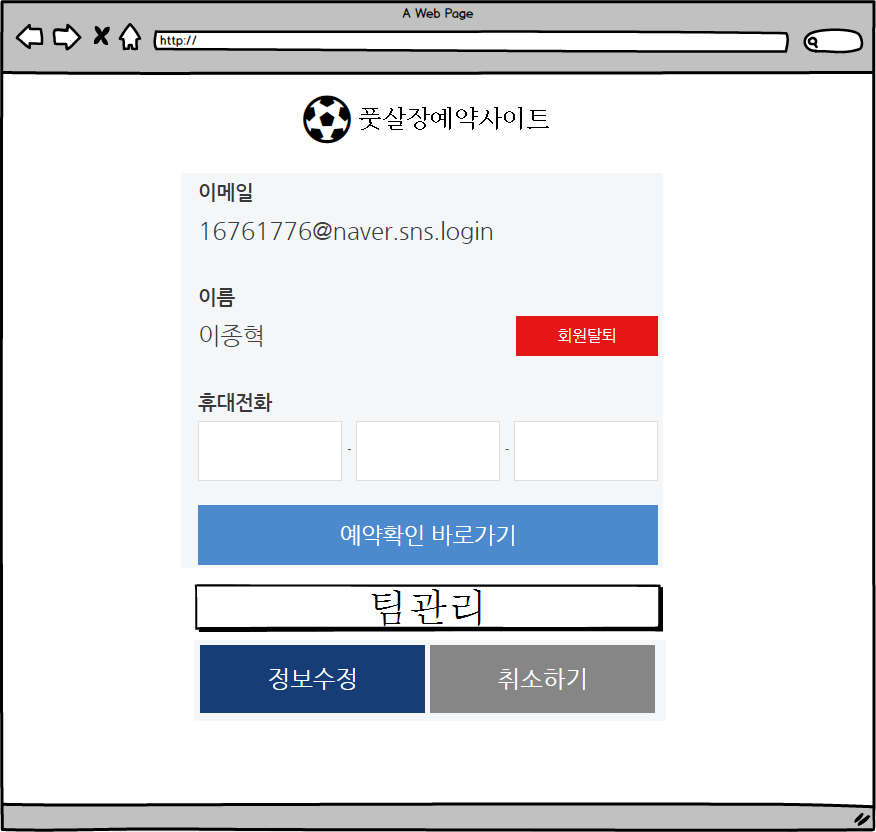 A Web Page
http://
풋살장예약사이트
이메일
16761776@naver.sns.login
이름
이종혁
회원탈퇴
휴대전화
- -
예약확인 바로가기
팀관리
정보수정 취소하기